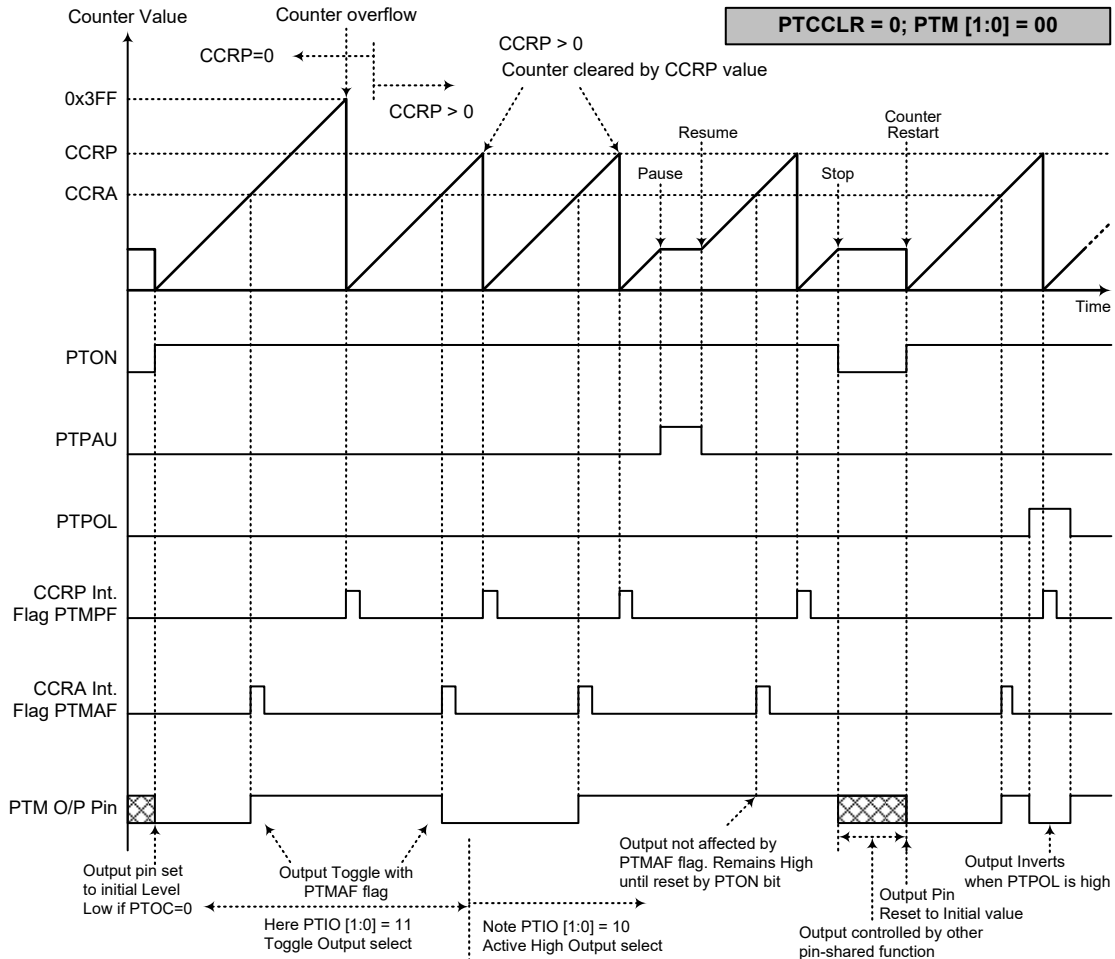 Counter Value
Counter overflow
PTCCLR = 0; PTM [1:0] = 00
CCRP=0
CCRP > 0
CCRP > 0
Counter cleared by CCRP value
0x3FF
CCRP
CCRA
Pause
Resume
Stop
Counter
Restart
Time
PTON
PTPAU
PTPOL
CCRP Int.
Flag PTMPF
CCRA Int.
Flag PTMAF
PTM O/P Pin
Output pin set
to initial Level
Low if PTOC=0
Output Toggle with
PTMAF flag
Here PTIO [1:0] = 11
Toggle Output select
Note PTIO [1:0] = 10
Active High Output select
Output not affected by
PTMAF flag. Remains High
until reset by PTON bit
Output Pin
Reset to Initial value
Output controlled by other
pin-shared function
Output Inverts
when PTPOL is high